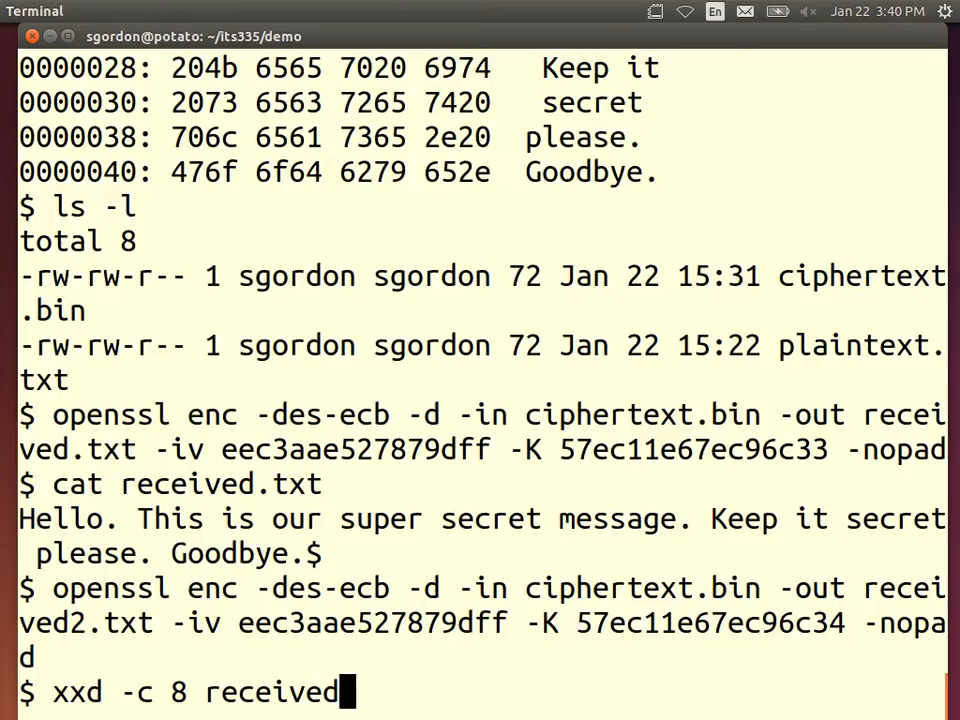 Terminal
En
Jan 22 3:40 PM
sgordon@potato: ~/its335/demo
0000028: 204b 6565 7020 6974   Keep it
0000030: 2073 6563 7265 7420   secret
0000038: 706c 6561 7365 2e20  please.
0000040: 476f 6f64 6279 652e  Goodbye.
$ ls -l
total 8
-rw-rw-r-- 1 sgordon sgordon 72 Jan 22 15:31 ciphertext
.bin
-rw-rw-r-- 1 sgordon sgordon 72 Jan 22 15:22 plaintext.
txt
$ openssl enc -des-ecb -d -in ciphertext.bin -out recei
ved.txt -iv eec3aae527879dff -K 57ec11e67ec96c33 -nopad
$ cat received.txt
Hello. This is our super secret message. Keep it secret
 please. Goodbye.$
$ openssl enc -des-ecb -d -in ciphertext.bin -out recei
ved2.txt -iv eec3aae527879dff -K 57ec11e67ec96c34 -nopa
d
$ xxd -c 8 received